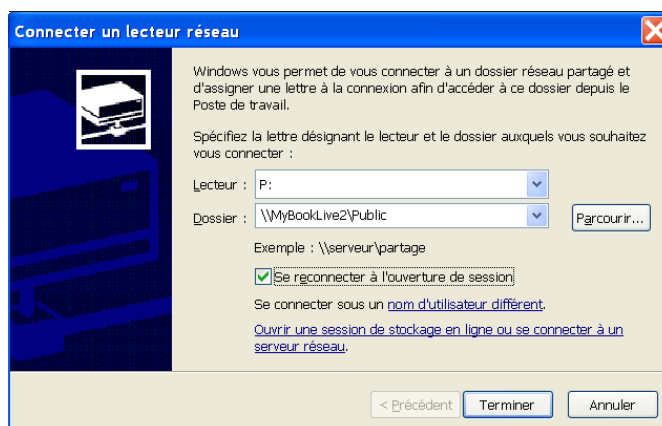 Connecter un lecteur réseau
Windows vous permet de vous connecter à un dossier réseau partagé et
d'assigner une lettre à la connexion afin d'accéder à ce dossier depuis le
Poste de travail.
Spécifiez la lettre désignant le lecteur et le dossier auxquels vous souhaitez
vous connecter :
Lecteur : P:
Dossier : \\MyBookLive2\Public Parcourir...
Exemple : \\serveur\partage
Se reconnecter à l'ouverture de session
Se connecter sous un nom d'utilisateur différent.
Ouvrir une session de stockage en ligne ou se connecter à un
serveur réseau.
< Précédent Terminer Annuler